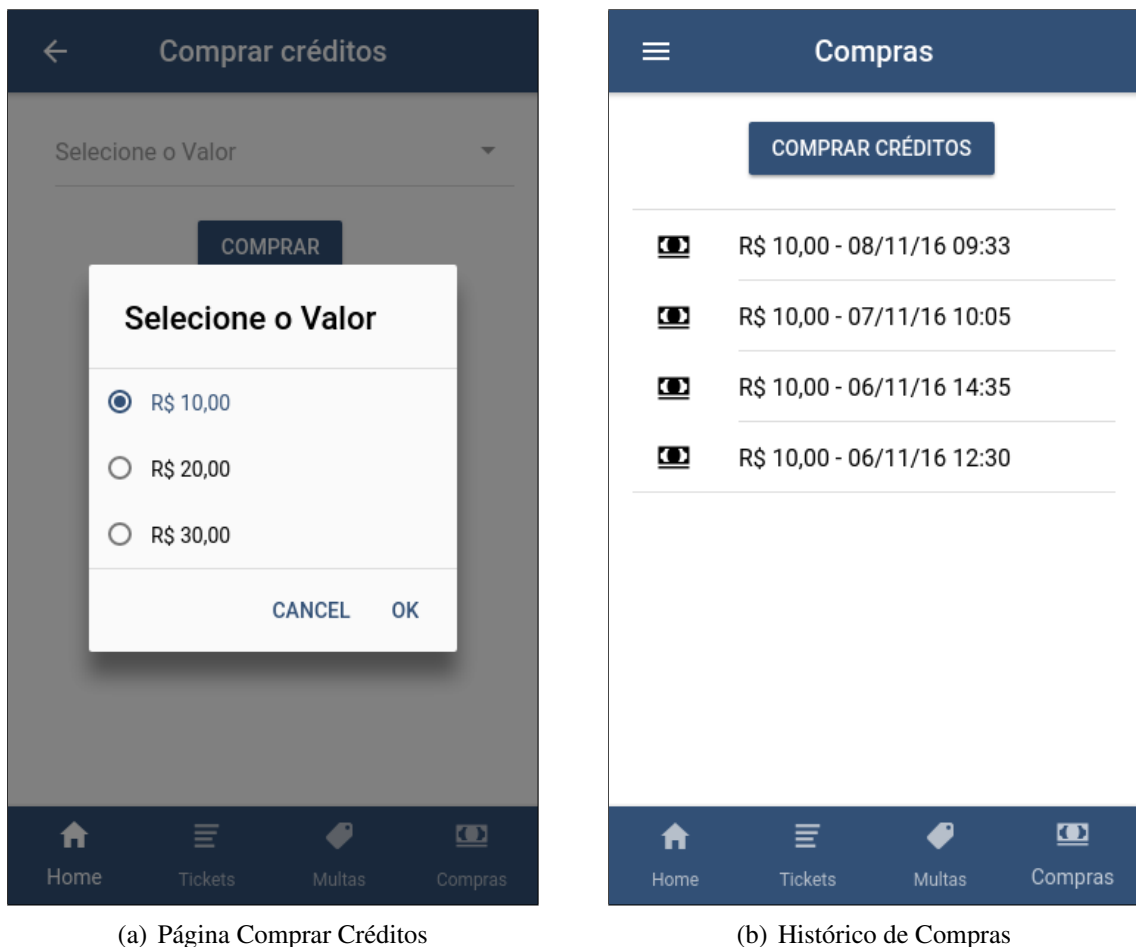 Comprar créditos
Selecione o Valor
COMPRAR
Selecione o Valor
R$ 10,00
R$ 20,00
R$ 30,00
CANCEL OK
Home Tickets Multas Compras
(a) Página Comprar Créditos
Compras
COMPRAR CRÉDITOS
R$ 10,00 - 08/11/16 09:33
R$ 10,00 - 07/11/16 10:05
R$ 10,00 - 06/11/16 14:35
R$ 10,00 - 06/11/16 12:30
Home Tickets Multas Compras
(b) Histórico de Compras